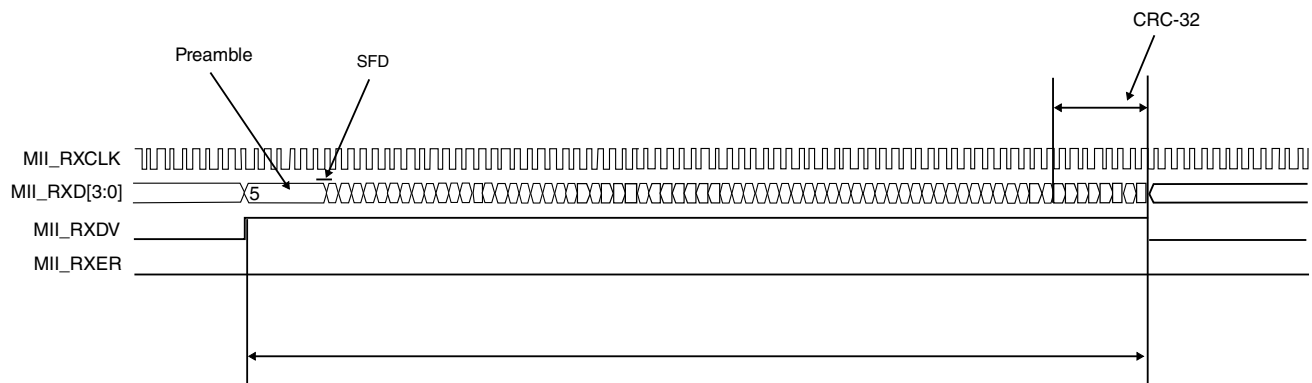 CRC-32
Preamble
SFD
MII_RXCLK
MII_RXD[3:0]
5
MII_RXDV
MII_RXER